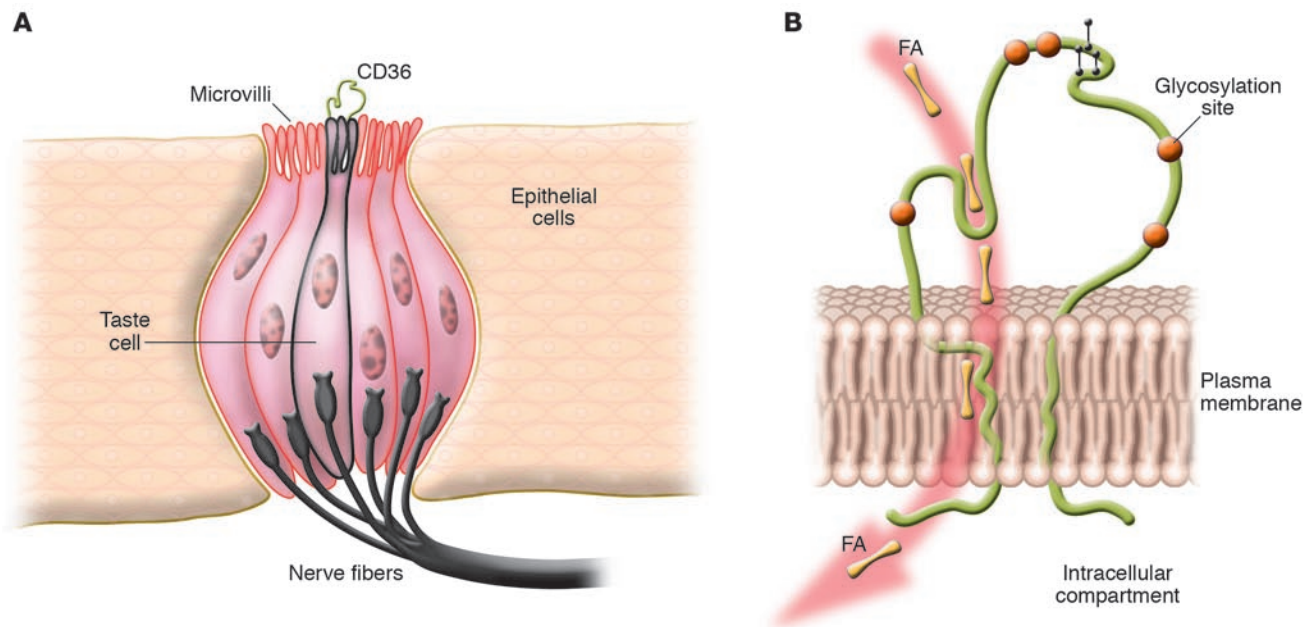 A
CD36
Microvilli
Epithelial
cells
Taste
cell
Nerve fibers
B
FA
Glycosylation
site
Plasma
membrane
FA
Intracellular
compartment